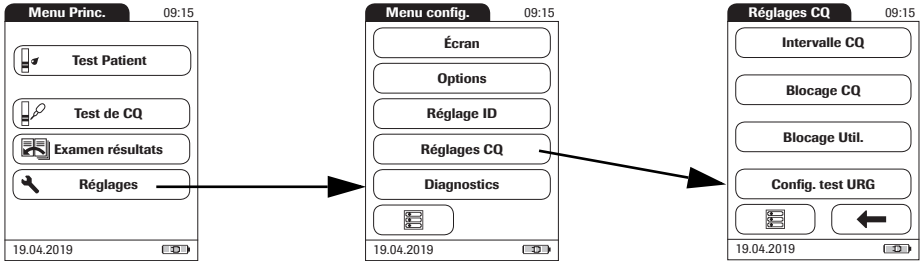 Menu Princ. 09:15
Test Patient
Test de CQ
Examen résultats
Réglages
19.04.2019
Menu config. 09:15
Écran
Options
Réglage ID
Réglages CQ
Diagnostics
19.04.2019
Réglages CQ 09:15
Intervalle CQ
Blocage CQ
Blocage Util.
Config. test URG
19.04.2019